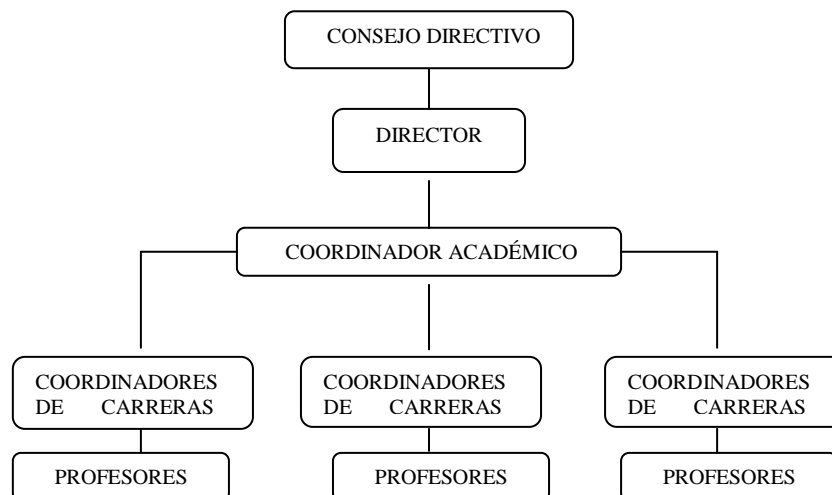 CONSEJO DIRECTIVO
DIRECTOR
COORDINADOR ACADÉMICO
COORDINADORES
DE CARRERAS
COORDINADORES
DE CARRERAS
COORDINADORES
DE CARRERAS
PROFESORES
PROFESORES
PROFESORES